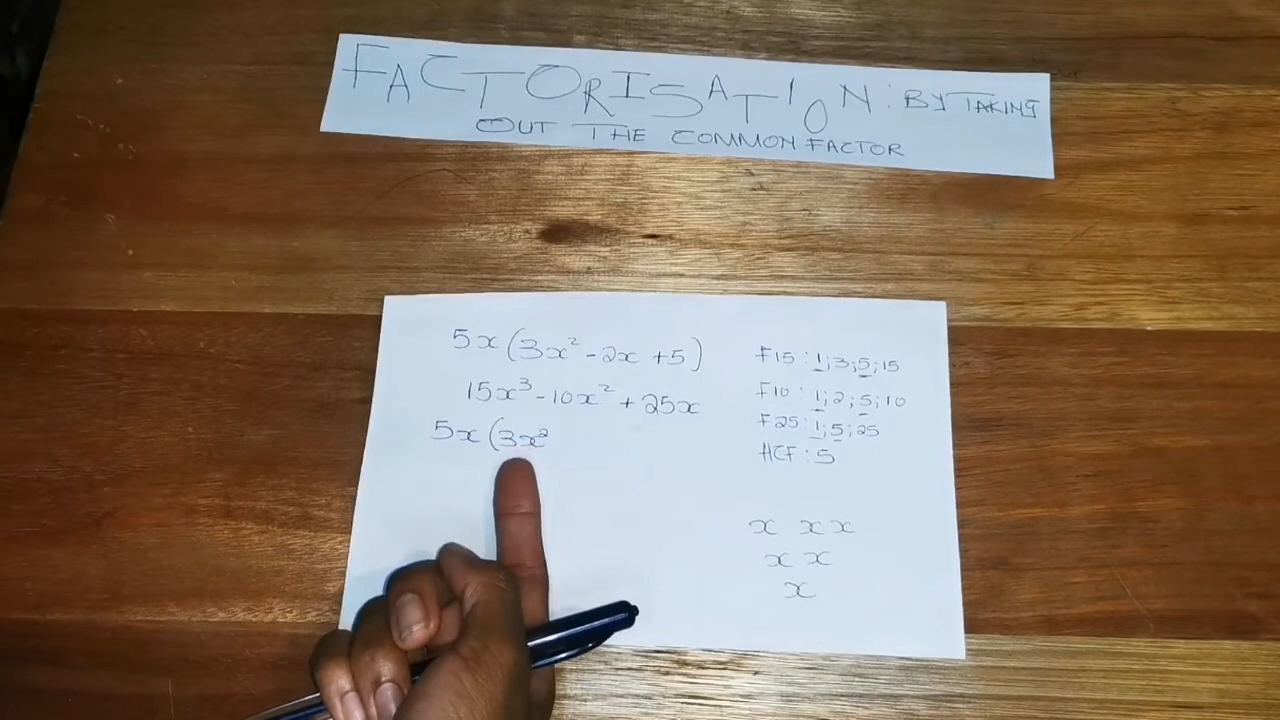 FACTORISATION: BY TAKING
OUT THE COMMON FACTOR
5x(3x² - 2x + 5)
15x³ - 10x² + 25x
5x(3x²
F15 : 1;3;5;15
F10 : 1;2;5;10
F25 : 1;5;25
HCF : 5
x x x
x x
x